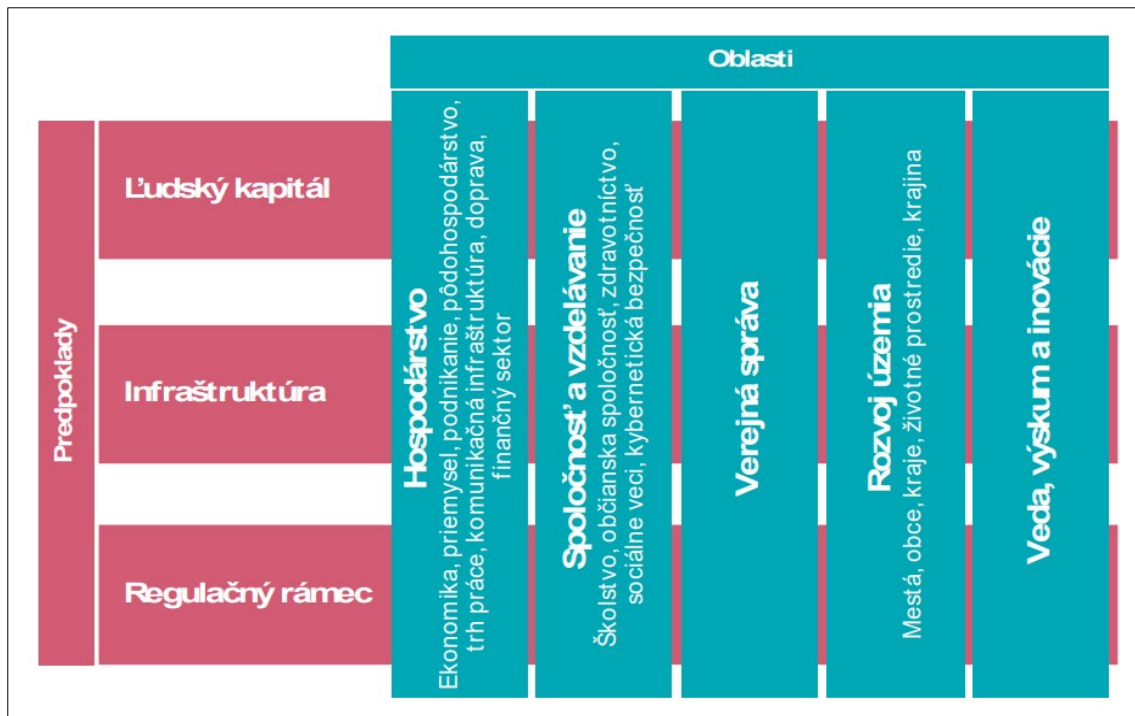 Oblasti
Predpoklady
Ľudský kapitál
Infraštruktúra
Regulačný rámec
Hospodárstvo
Ekonomika, priemysel, podnikanie, pôdohospodárstvo,
trh práce, komunikačná infraštruktúra, doprava,
finančný sektor
Spoločnosť a vzdelávanie
Školstvo, občianska spoločnosť, zdravotníctvo,
sociálne veci, kybernetická bezpečnosť
Verejná správa
Rozvoj územia
Mestá, obce, kraje, životné prostredie, krajina
Veda, výskum a inovácie